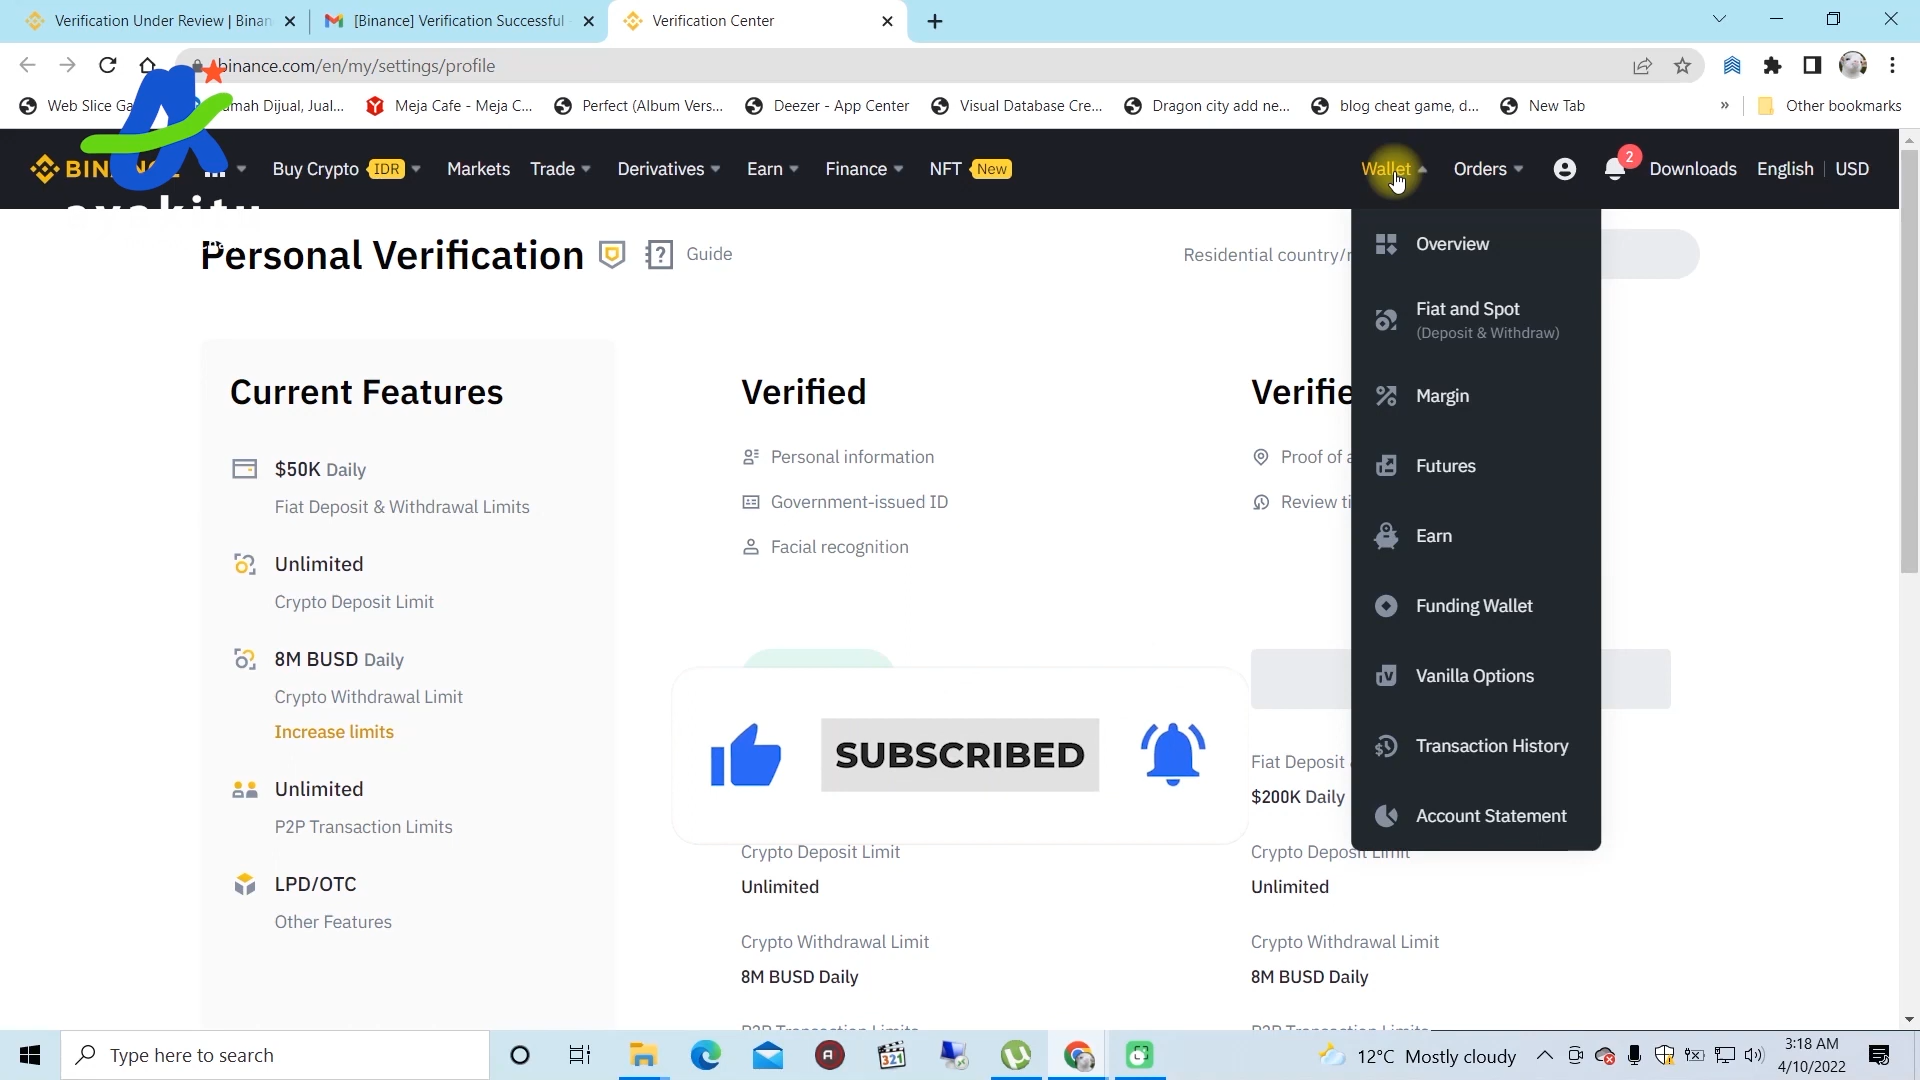 Verification Under Review | Binan
[Binance] Verification Successful
Verification Center
binance.com/en/my/settings/profile
Web Slice Ga
amah Dijual, Jual...
Meja Cafe - Meja C...
Perfect (Album Vers...
Deezer - App Center
Visual Database Cre...
Dragon city add ne...
blog cheat game, d...
New Tab
»
Other bookmarks
Buy Crypto IDR
Markets
Trade
Derivatives
Earn
Finance
NFT New
Wallet
Orders
2
Downloads
English
USD
Personal Verification
Guide
Residential country/r
Overview
Fiat and Spot
(Deposit & Withdraw)
Margin
Futures
Earn
Funding Wallet
Vanilla Options
Transaction History
Account Statement
Current Features
$50K Daily
Fiat Deposit & Withdrawal Limits
Unlimited
Crypto Deposit Limit
8M BUSD Daily
Crypto Withdrawal Limit
Increase limits
Unlimited
P2P Transaction Limits
LPD/OTC
Other Features
Verified
Personal information
Government-issued ID
Facial recognition
SUBSCRIBED
Crypto Deposit Limit
Unlimited
Crypto Withdrawal Limit
8M BUSD Daily
Verifie
Proof of a
Review ti
Fiat Deposit
$200K Daily
Crypto Deposit Limit
Unlimited
Crypto Withdrawal Limit
8M BUSD Daily
Type here to search
321
12°C Mostly cloudy
3:18 AM
4/10/2022